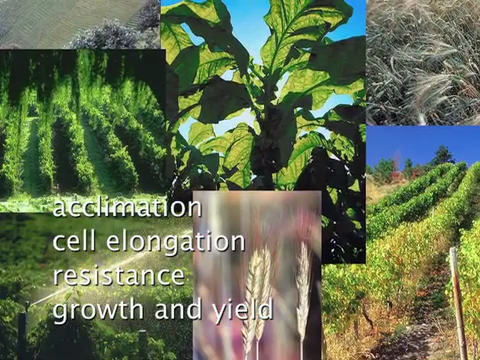 acclimation
cell elongation
resistance
growth and yield